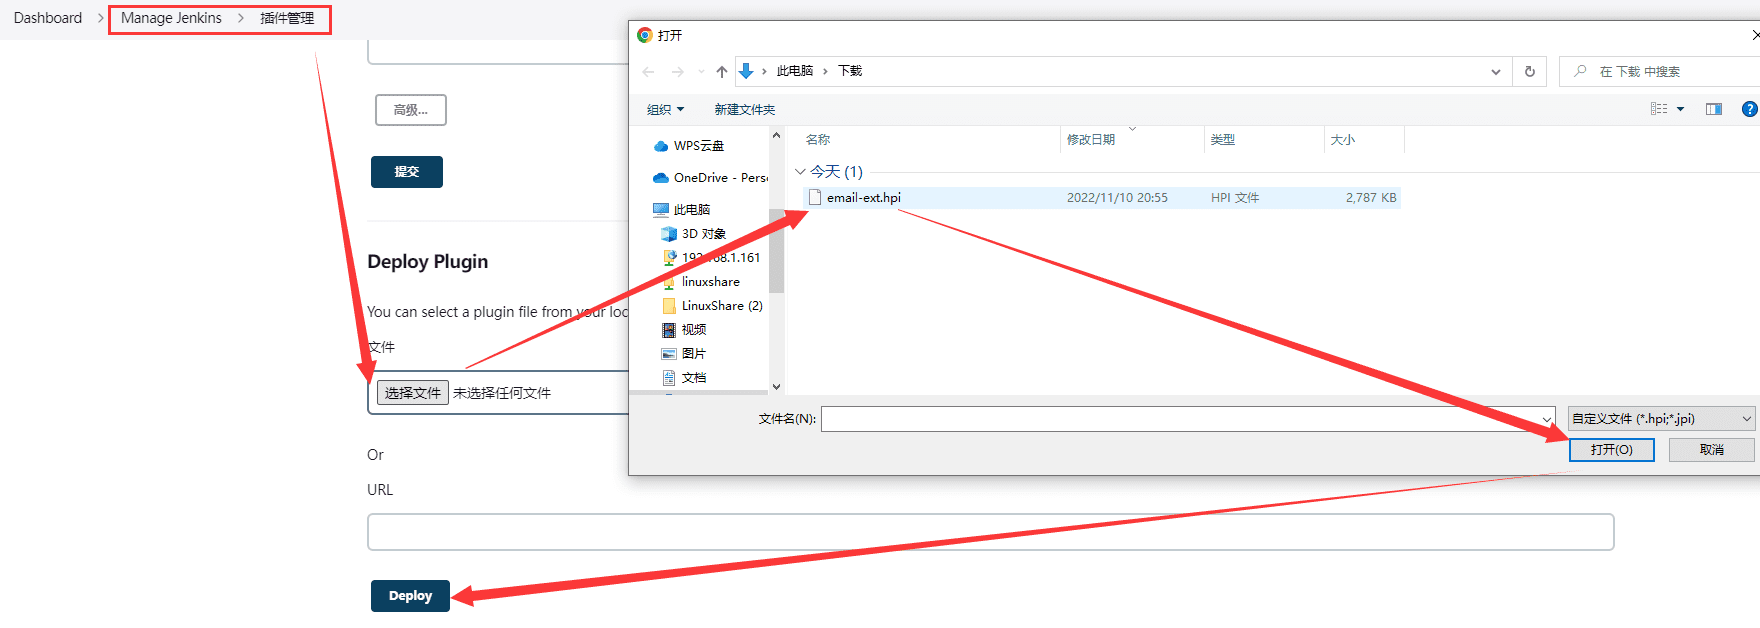 Dashboard > Manage Jenkins > 插件管理
高级...
提交
Deploy Plugin
You can select a plugin file from your loc
文件
选择文件 未选择任何文件
Or
URL
Deploy
打开
此电脑 › 下载
在 下载 中搜索
组织
新建文件夹
WPS云盘
OneDrive - Perso
此电脑
3D 对象
192.168.1.161
linuxshare
LinuxShare (2)
视频
图片
文档
名称
修改日期
类型
大小
今天 (1)
email-ext.hpi
2022/11/10 20:55
HPI 文件
2,787 KB
文件名(N):
自定义文件 (*.hpi;*.jpi)
打开(O)
取消